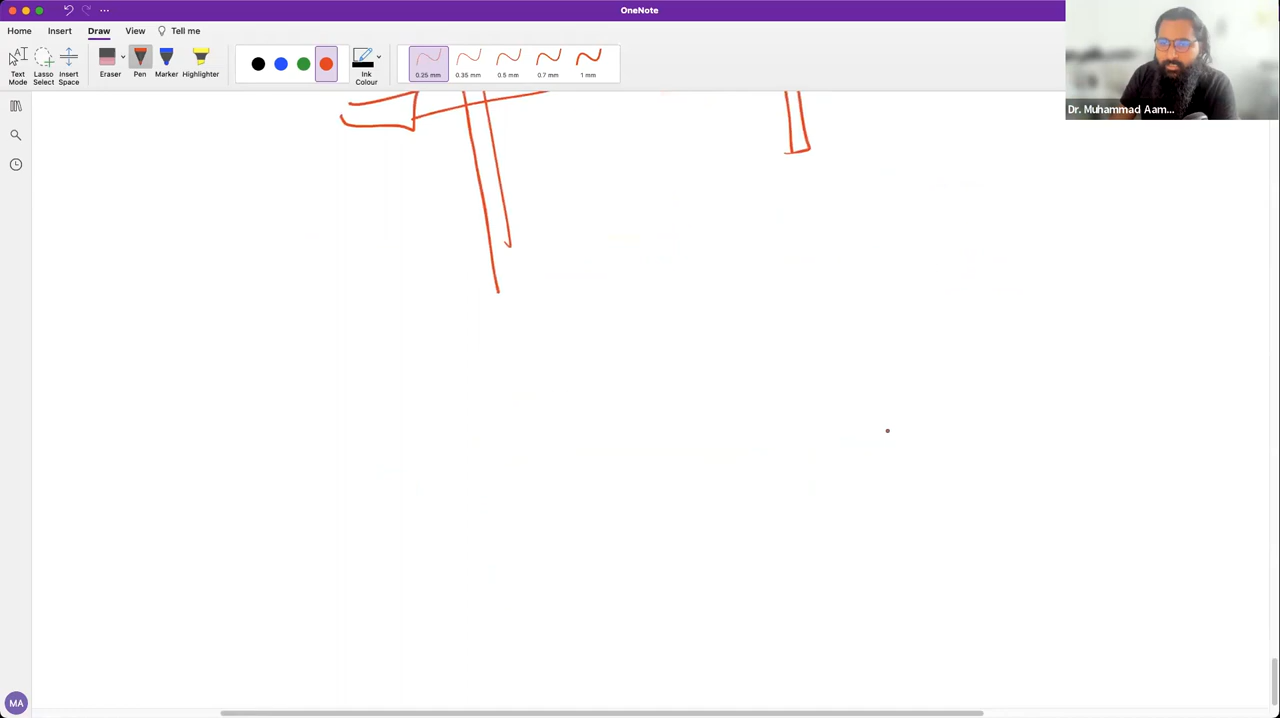 OneNote
Home Insert Draw View Tell me
Text Mode
Lasso Select
Insert Space
Eraser
Pen
Marker
Highlighter
Ink Colour
0.25 mm
0.35 mm
0.5 mm
0.7 mm
1 mm
Dr. Muhammad Aam...
MA